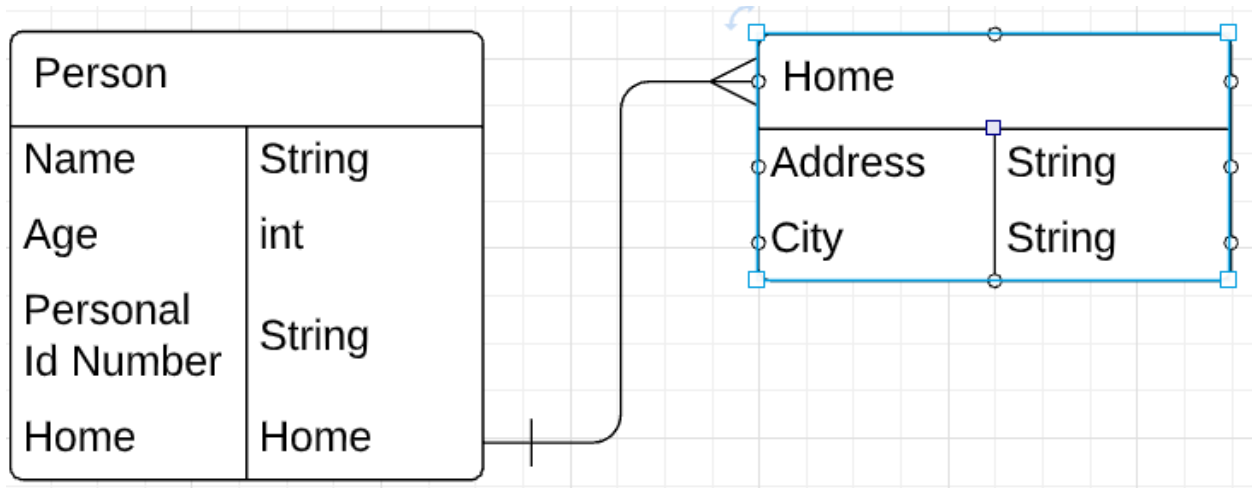 Person
Name String
Age int
Personal
Id Number String
Home Home
Home
Address String
City String